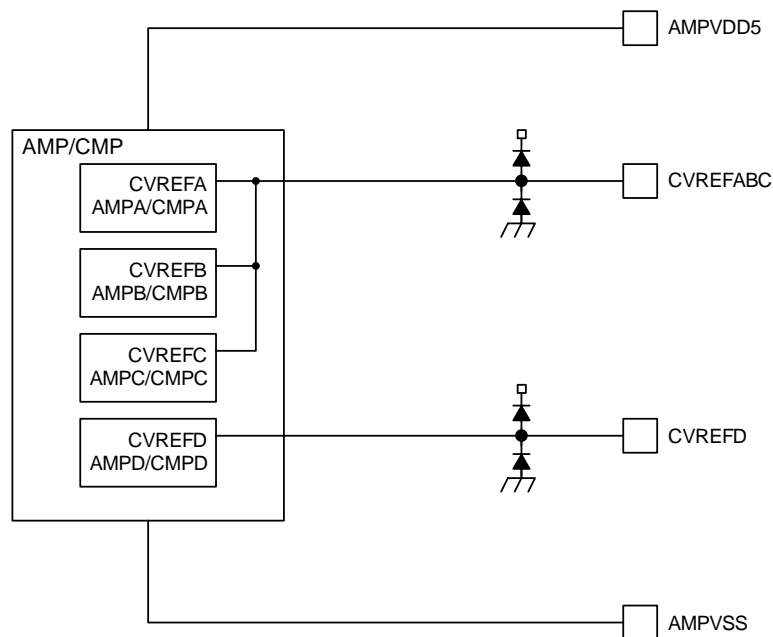 AMPVDD5
AMP/CMP
CVREFA
AMPA/CMPA
CVREFABC
CVREFB
AMPB/CMPB
CVREFC
AMPC/CMPC
CVREFD
AMPD/CMPD
CVREFD
AMPVSS